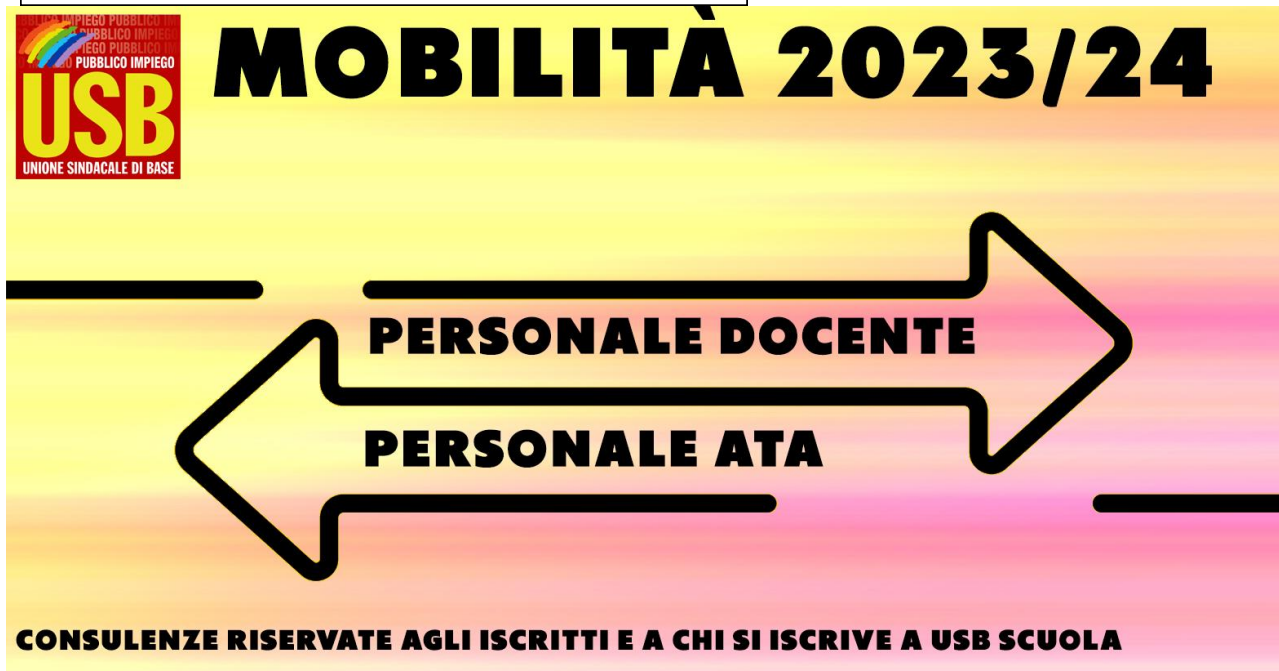 MOBILITÀ 2023/24
PUBBLICO IMPIEGO
USB
UNIONE SINDACALE DI BASE
PERSONALE DOCENTE
PERSONALE ATA
CONSULENZE RISERVATE AGLI ISCRITTI E A CHI SI ISCRIVE A USB SCUOLA